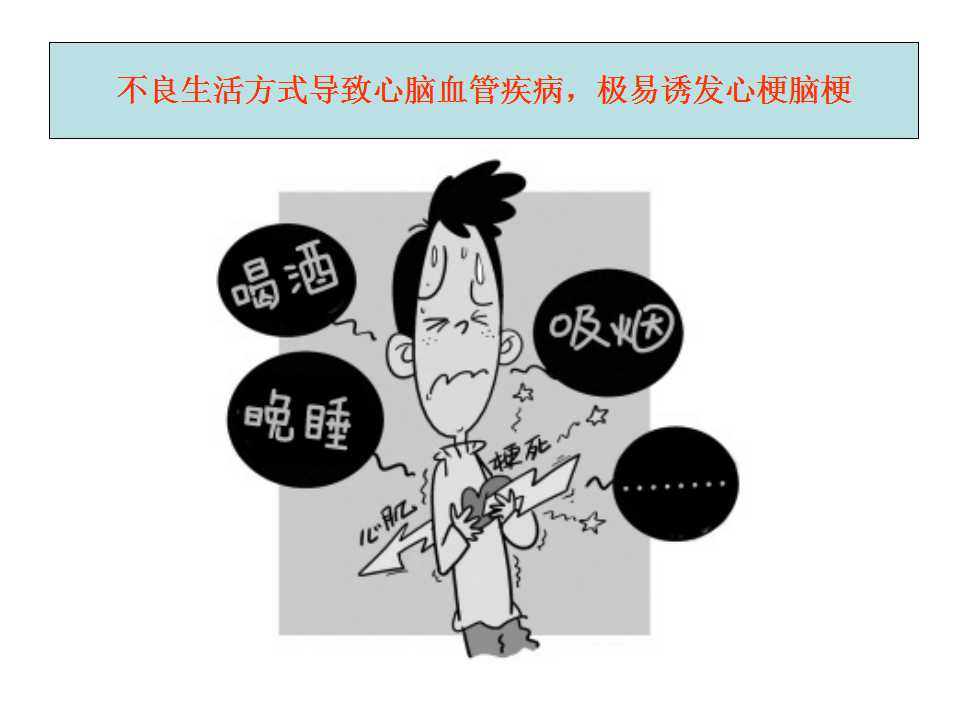 不良生活方式导致心脑血管疾病，极易诱发心梗脑梗
喝酒
吸烟
晚睡
梗死
.........
心肌